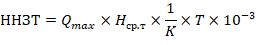 ННЗТ = Q_max × H_ср.т × 1/K × T × 10^−3